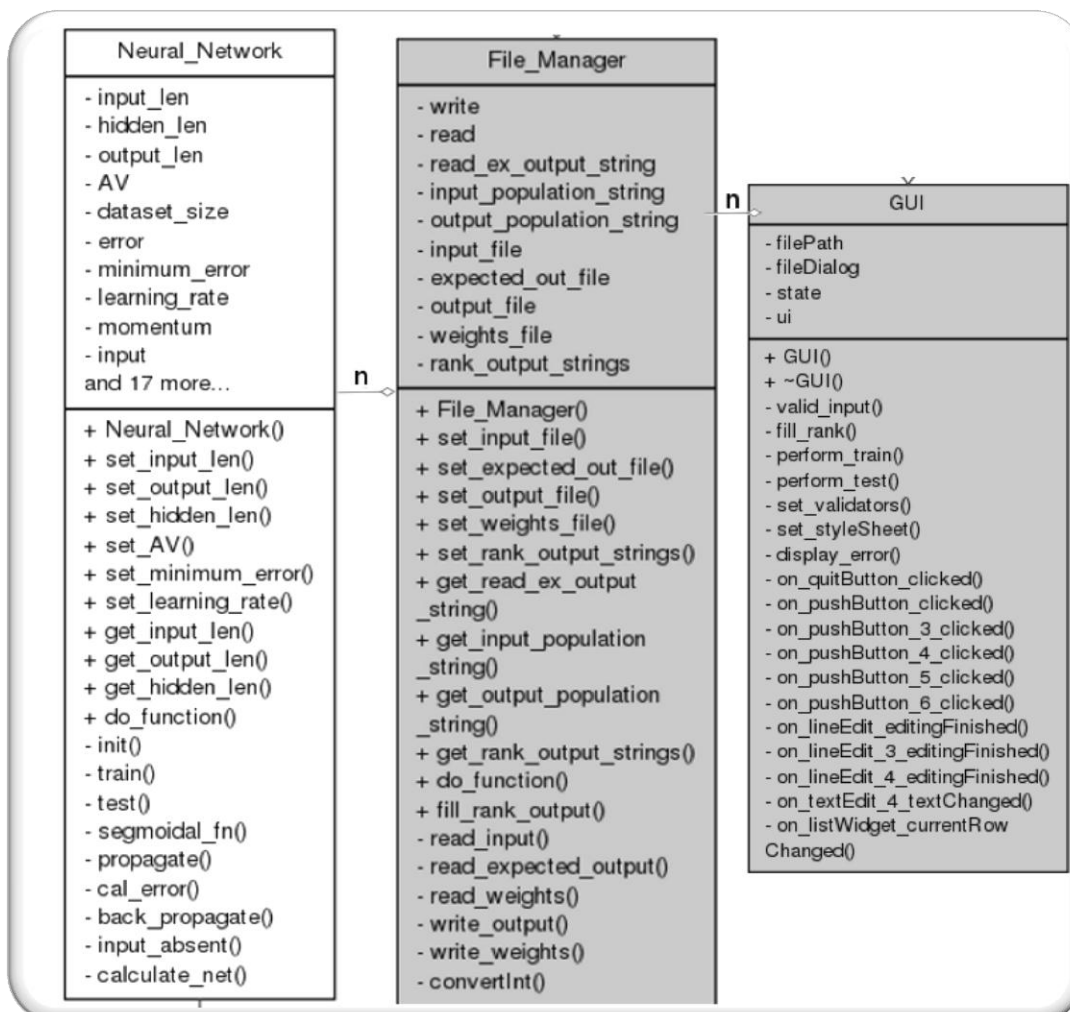 Neural_Network
- input_len
- hidden_len
- output_len
- AV
- dataset_size
- error
- minimum_error
- learning_rate
- momentum
- input
and 17 more...
+ Neural_Network()
+ set_input_len()
+ set_output_len()
+ set_hidden_len()
+ set_AV()
+ set_minimum_error()
+ set_learning_rate()
+ get_input_len()
+ get_output_len()
+ get_hidden_len()
+ do_function()
- init()
- train()
- test()
- segmoidal_fn()
- propagate()
- cal_error()
- back_propagate()
- input_absent()
- calculate_net()
n
File_Manager
- write
- read
- read_ex_output_string
- input_population_string
- output_population_string
- input_file
- expected_out_file
- output_file
- weights_file
- rank_output_strings
+ File_Manager()
+ set_input_file()
+ set_expected_out_file()
+ set_output_file()
+ set_weights_file()
+ set_rank_output_strings()
+ get_read_ex_output
_string()
+ get_input_population
_string()
+ get_output_population
_string()
+ get_rank_output_strings()
+ do_function()
+ fill_rank_output()
- read_input()
- read_expected_output()
- read_weights()
- write_output()
- write_weights()
- convertInt()
n
GUI
- filePath
- fileDialog
- state
- ui
+ GUI()
+ ~GUI()
- valid_input()
- fill_rank()
- perform_train()
- perform_test()
- set_validators()
- set_styleSheet()
- display_error()
- on_quitButton_clicked()
- on_pushButton_clicked()
- on_pushButton_3_clicked()
- on_pushButton_4_clicked()
- on_pushButton_5_clicked()
- on_pushButton_6_clicked()
- on_lineEdit_editingFinished()
- on_lineEdit_3_editingFinished()
- on_lineEdit_4_editingFinished()
- on_textEdit_4_textChanged()
- on_listWidget_currentRow
Changed()